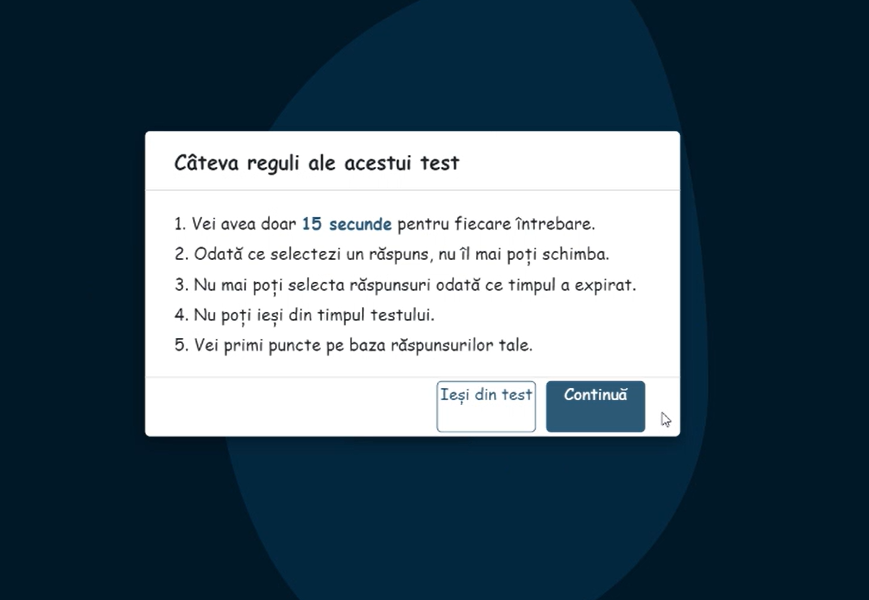 Câteva reguli ale acestui test
1. Vei avea doar 15 secunde pentru fiecare întrebare.
2. Odată ce selectezi un răspuns, nu îl mai poți schimba.
3. Nu mai poți selecta răspunsuri odată ce timpul a expirat.
4. Nu poți ieși din timpul testului.
5. Vei primi puncte pe baza răspunsurilor tale.
Ieși din test
Continuă